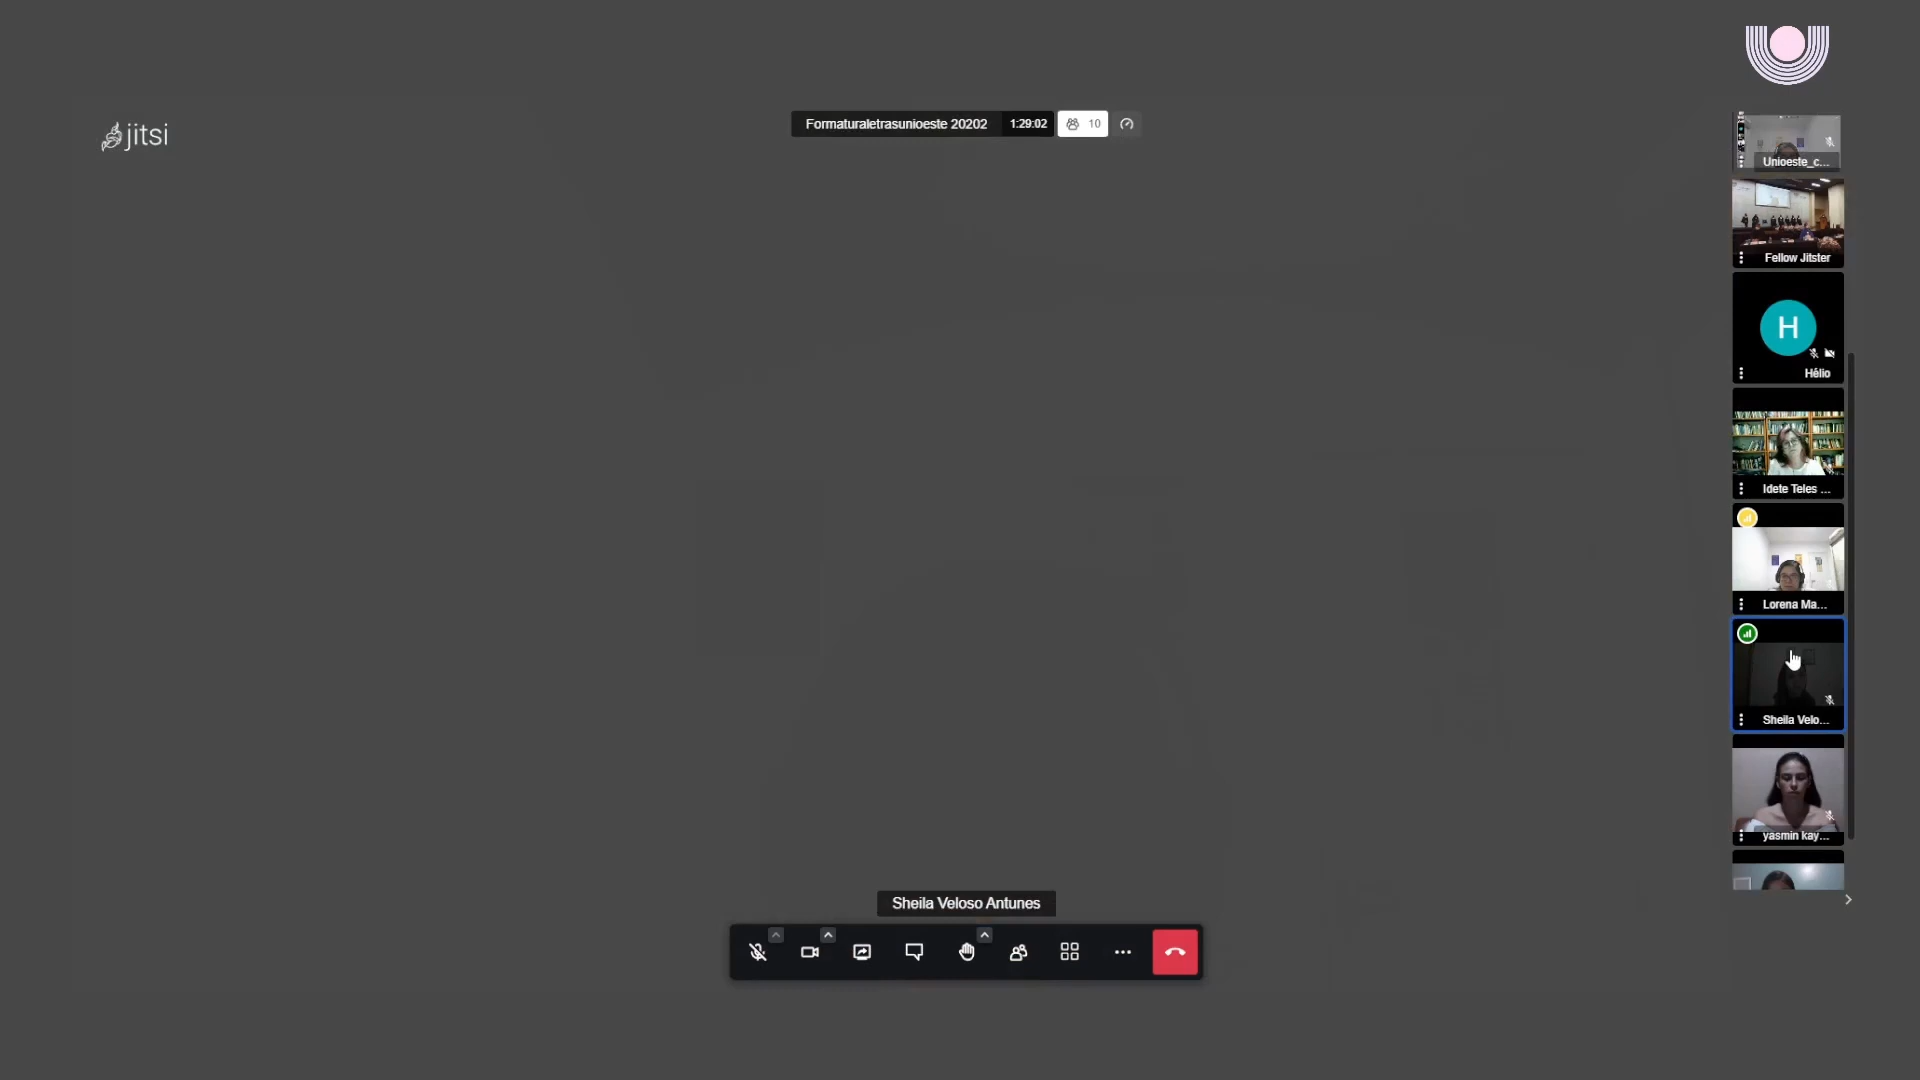 jitsi
Formaturaletrasunioeste 20202
1:29:02
10
Unioeste_c...
Fellow Jitster
H
Hélio
Idete Teles ...
Lorena Ma...
Sheila Velo...
yasmin kay...
Sheila Veloso Antunes